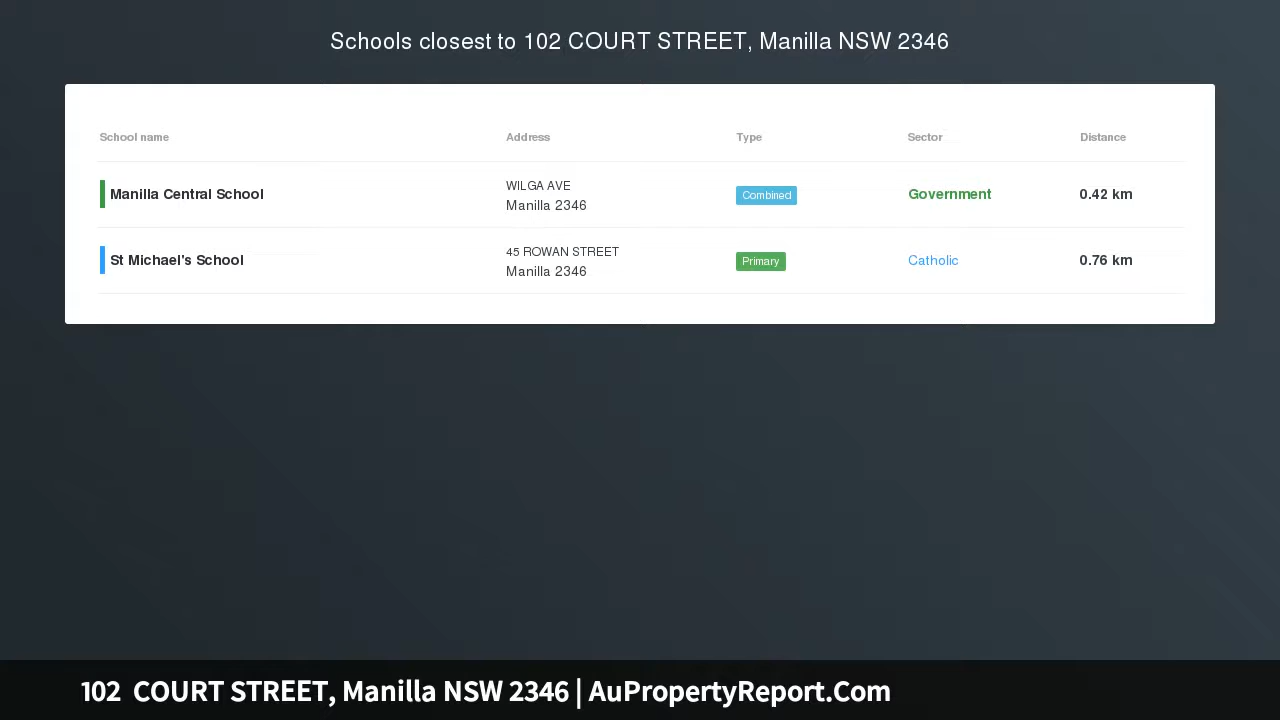 Schools closest to 102 COURT STREET, Manilla NSW 2346
School name Address Type Sector Distance
Manilla Central School WILGA AVE Manilla 2346 Combined Government 0.42 km
St Michael's School 45 ROWAN STREET Manilla 2346 Primary Catholic 0.76 km
102 COURT STREET, Manilla NSW 2346 | AuPropertyReport.Com